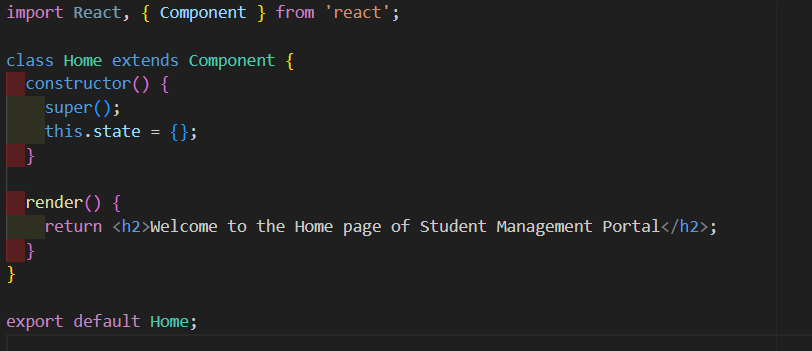 import React, { Component } from 'react';
class Home extends Component {
constructor() {
super();
this.state = {};
}
render() {
return <h2>Welcome to the Home page of Student Management Portal</h2>;
}
}
export default Home;